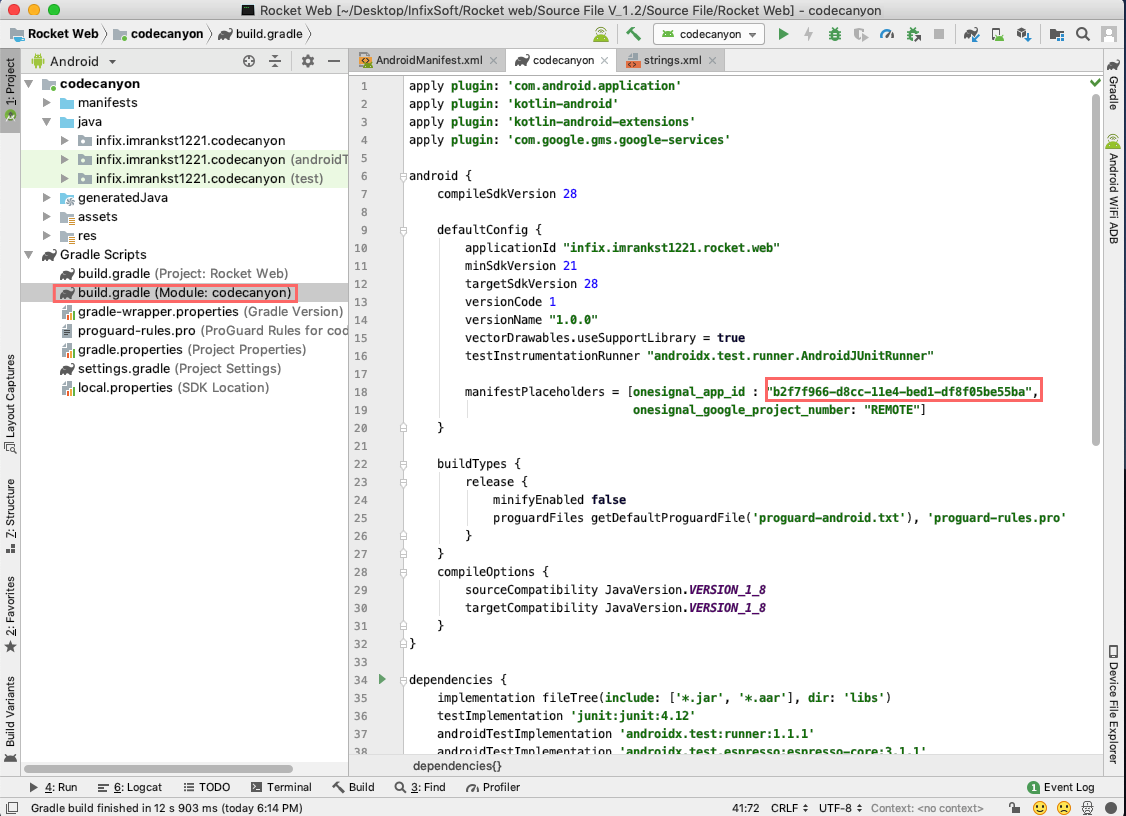 Rocket Web [~/Desktop/InfixSoft/Rocket web/Source File V_1.2/Source File/Rocket Web] - codecanyon
Rocket Web codecanyon build.gradle codecanyon
1: Project
Layout Captures
Z: Structure
2: Favorites
Build Variants
Android
codecanyon
manifests
java
infix.imrankst1221.codecanyon
infix.imrankst1221.codecanyon (androidT
infix.imrankst1221.codecanyon (test)
generatedJava
assets
res
Gradle Scripts
build.gradle (Project: Rocket Web)
build.gradle (Module: codecanyon)
gradle-wrapper.properties (Gradle Version)
proguard-rules.pro (ProGuard Rules for cod
gradle.properties (Project Properties)
settings.gradle (Project Settings)
local.properties (SDK Location)
AndroidManifest.xml codecanyon strings.xml
1 apply plugin: 'com.android.application'
2 apply plugin: 'kotlin-android'
3 apply plugin: 'kotlin-android-extensions'
4 apply plugin: 'com.google.gms.google-services'
5
6 android {
7 compileSdkVersion 28
8
9 defaultConfig {
10 applicationId "infix.imrankst1221.rocket.web"
11 minSdkVersion 21
12 targetSdkVersion 28
13 versionCode 1
14 versionName "1.0.0"
15 vectorDrawables.useSupportLibrary = true
16 testInstrumentationRunner "androidx.test.runner.AndroidJUnitRunner"
17
18 manifestPlaceholders = [onesignal_app_id : "b2f7f966-d8cc-11e4-bed1-df8f05be55ba",
19 onesignal_google_project_number: "REMOTE"]
20 }
21
22 buildTypes {
23 release {
24 minifyEnabled false
25 proguardFiles getDefaultProguardFile('proguard-android.txt'), 'proguard-rules.pro'
26 }
27 }
28 compileOptions {
29 sourceCompatibility JavaVersion.VERSION_1_8
30 targetCompatibility JavaVersion.VERSION_1_8
31 }
32 }
33
34 dependencies {
35 implementation fileTree(include: ['*.jar', '*.aar'], dir: 'libs')
36 testImplementation 'junit:junit:4.12'
37 androidTestImplementation 'androidx.test:runner:1.1.1'
38 androidTestImplementation 'androidx.test.espresso:espresso-core:3.1.1'
dependencies{}
Gradle
Android WiFi ADB
Device File Explorer
4: Run 6: Logcat TODO Terminal Build 3: Find Profiler 1 Event Log
Gradle build finished in 12 s 903 ms (today 6:14 PM) 41:72 CRLF UTF-8 Context: <no context>